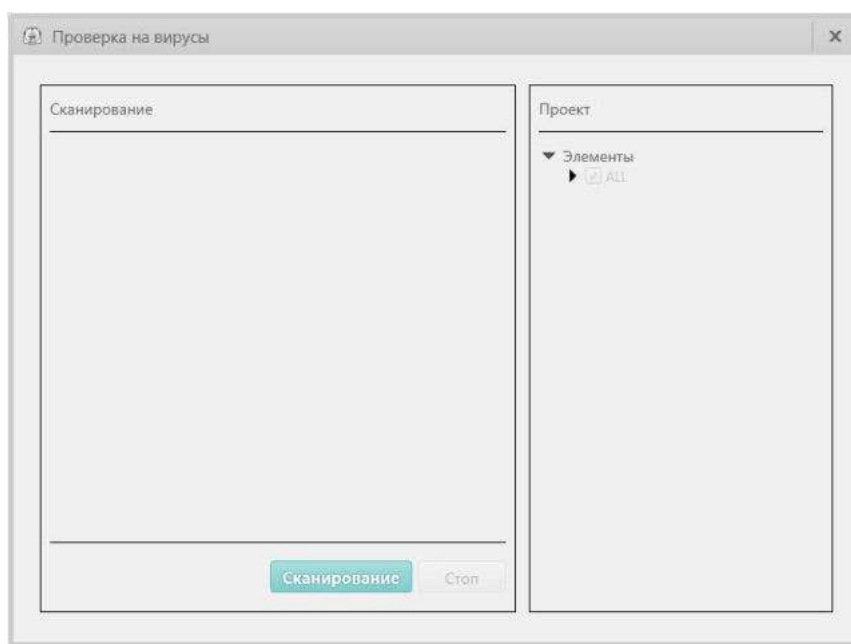 Проверка на вирусы
Сканирование
Проект
Элементы
ALL
Сканирование
Стоп